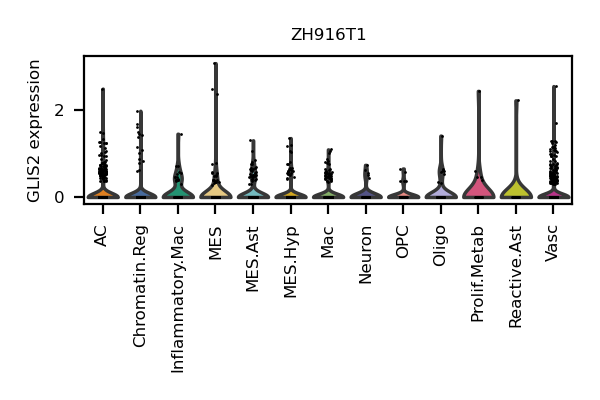 ZH916T1
GLIS2 expression
2
0
AC
Chromatin.Reg
Inflammatory.Mac
MES
MES.Ast
MES.Hyp
Mac
Neuron
OPC
Oligo
Prolif.Metab
Reactive.Ast
Vasc